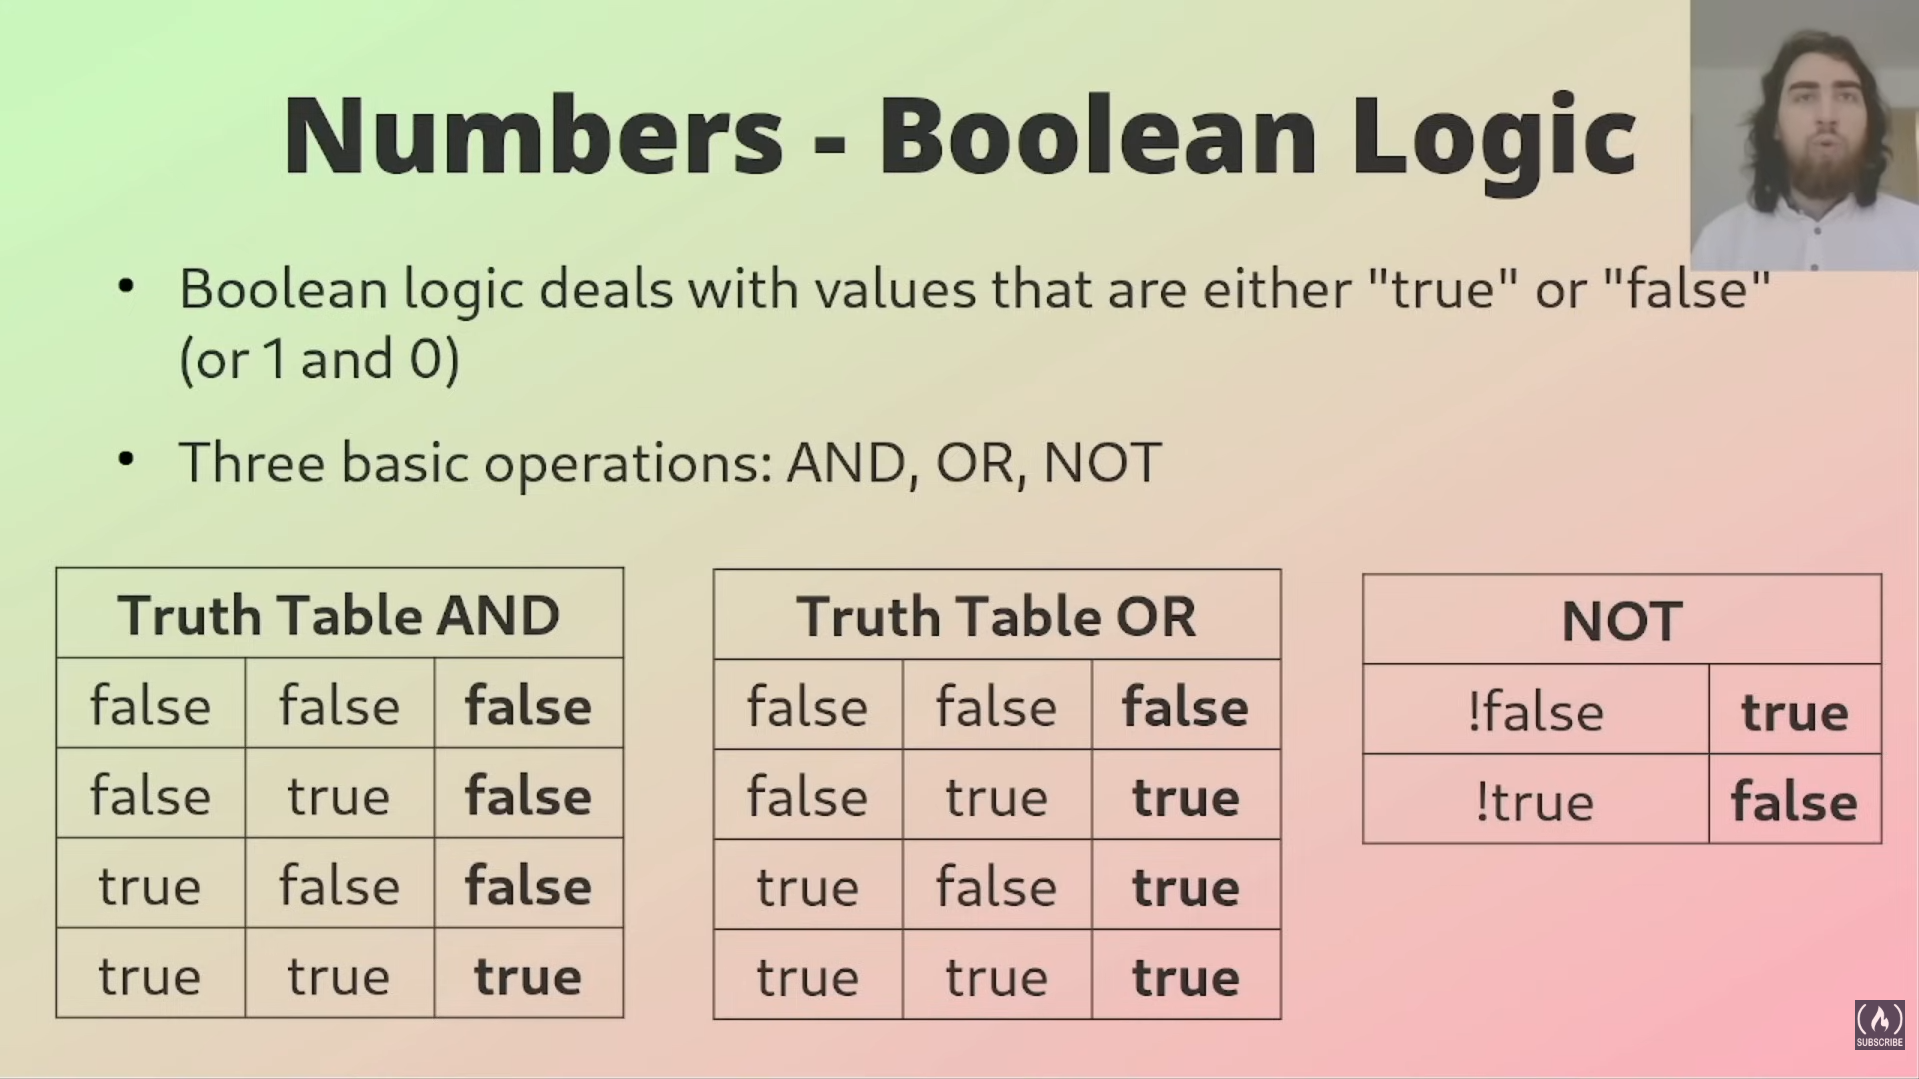 Numbers - Boolean Logic
• Boolean logic deals with values that are either "true" or "false"
(or 1 and 0)
• Three basic operations: AND, OR, NOT
Truth Table AND
false false false
false true false
true false false
true true true
Truth Table OR
false false false
false true true
true false true
true true true
NOT
!false true
!true false
SUBSCRIBE